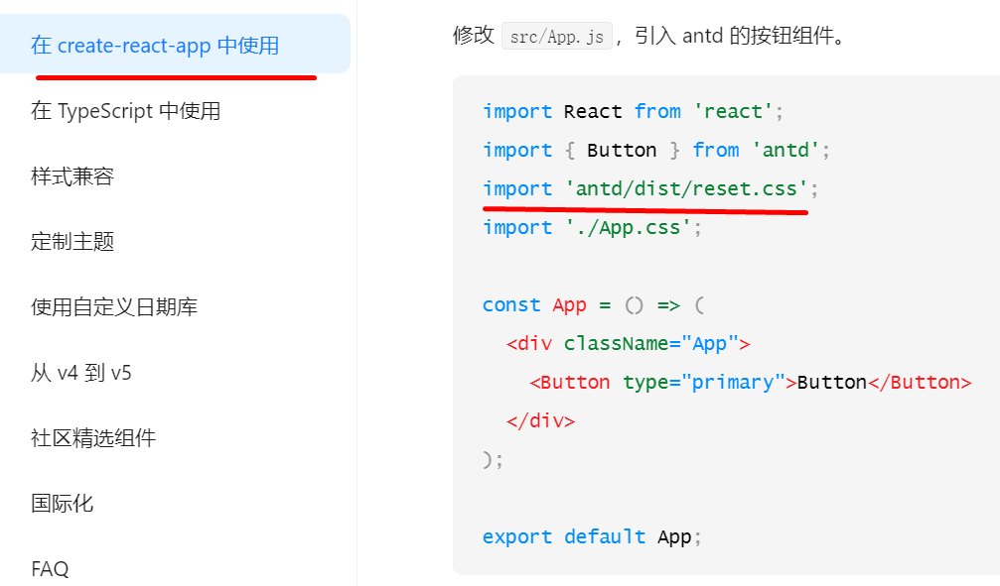 在 create-react-app 中使用
在 TypeScript 中使用
样式兼容
定制主题
使用自定义日期库
从 v4 到 v5
社区精选组件
国际化
FAQ
修改 src/App.js ，引入 antd 的按钮组件。
import React from 'react';
import { Button } from 'antd';
import 'antd/dist/reset.css';
import './App.css';
const App = () => (
  <div className="App">
    <Button type="primary">Button</Button>
  </div>
);
export default App;